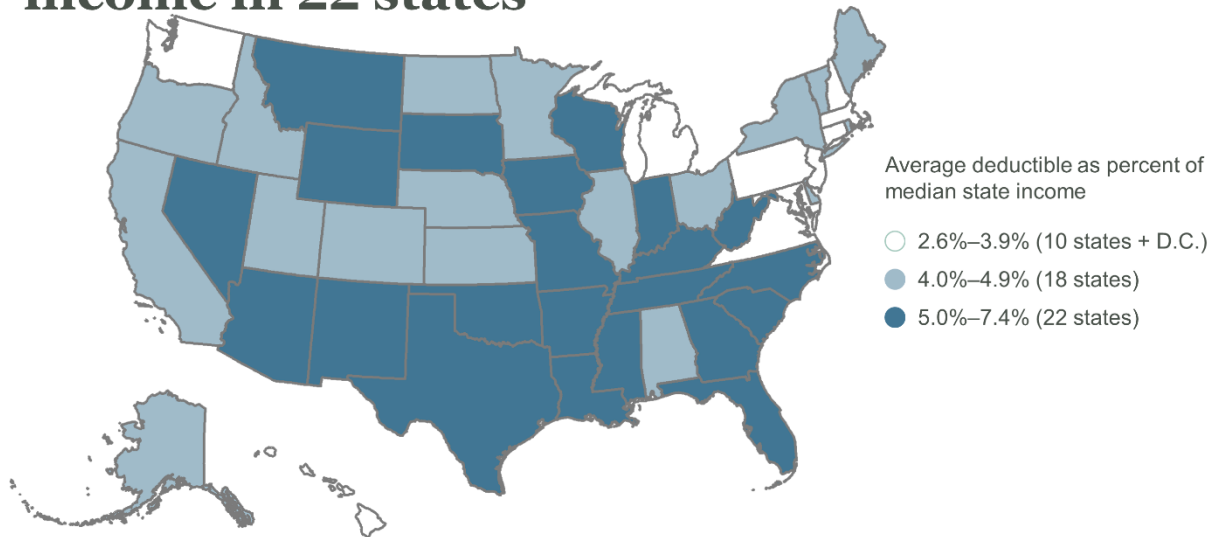 income in 22 states
Average deductible as percent of
median state income
2.6%–3.9% (10 states + D.C.)
4.0%–4.9% (18 states)
5.0%–7.4% (22 states)